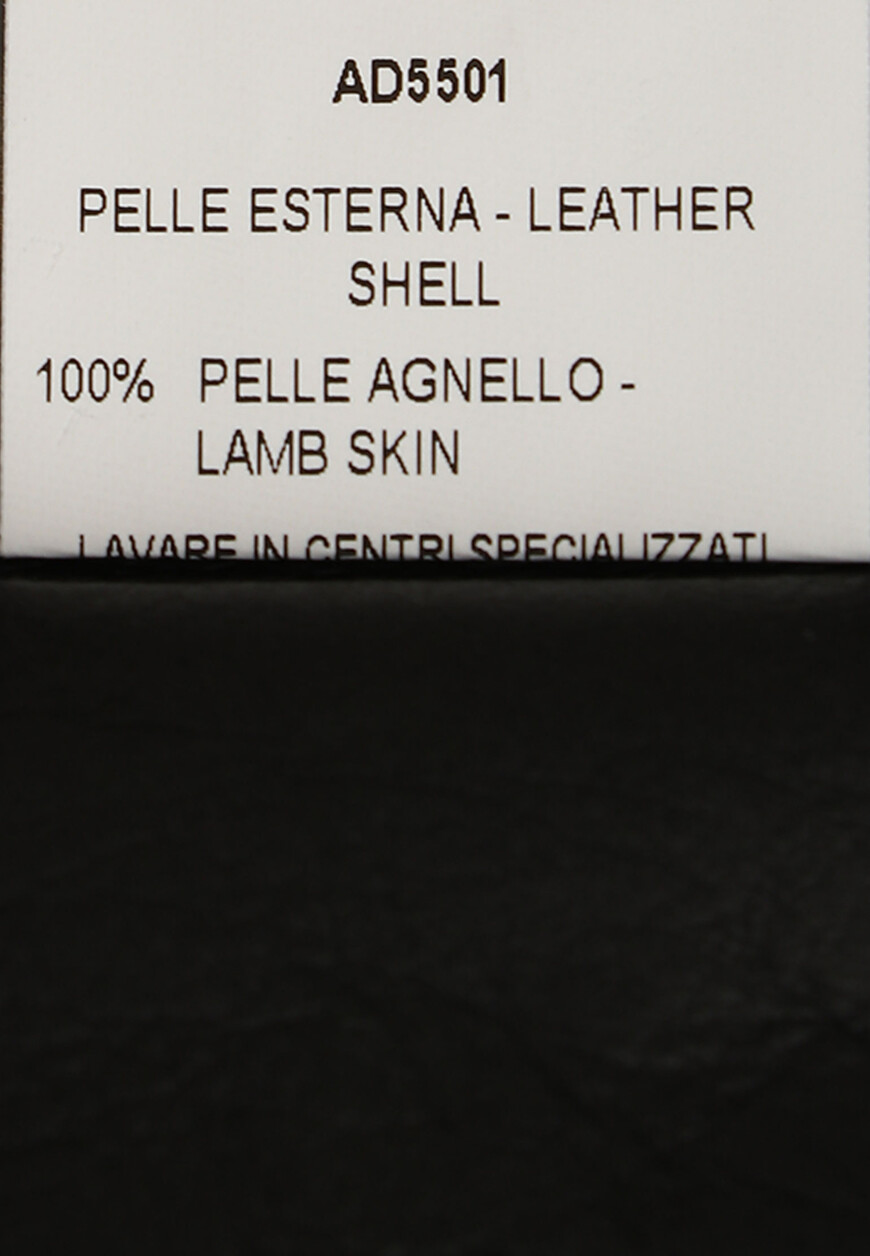 AD5501
PELLE ESTERNA - LEATHER
SHELL
100% PELLE AGNELLO -
LAMB SKIN
LAVARE IN CENTRI SPECIALIZZATI